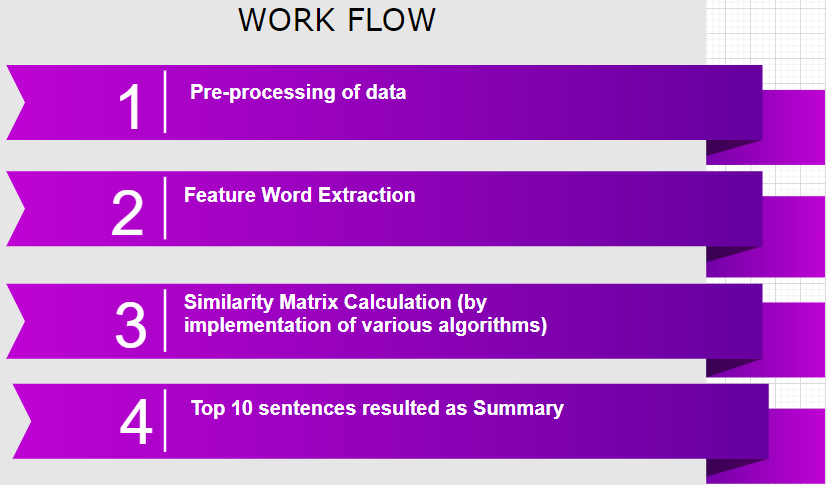 WORK FLOW
1
Pre-processing of data
2
Feature Word Extraction
3
Similarity Matrix Calculation (by
implementation of various algorithms)
4
Top 10 sentences resulted as Summary